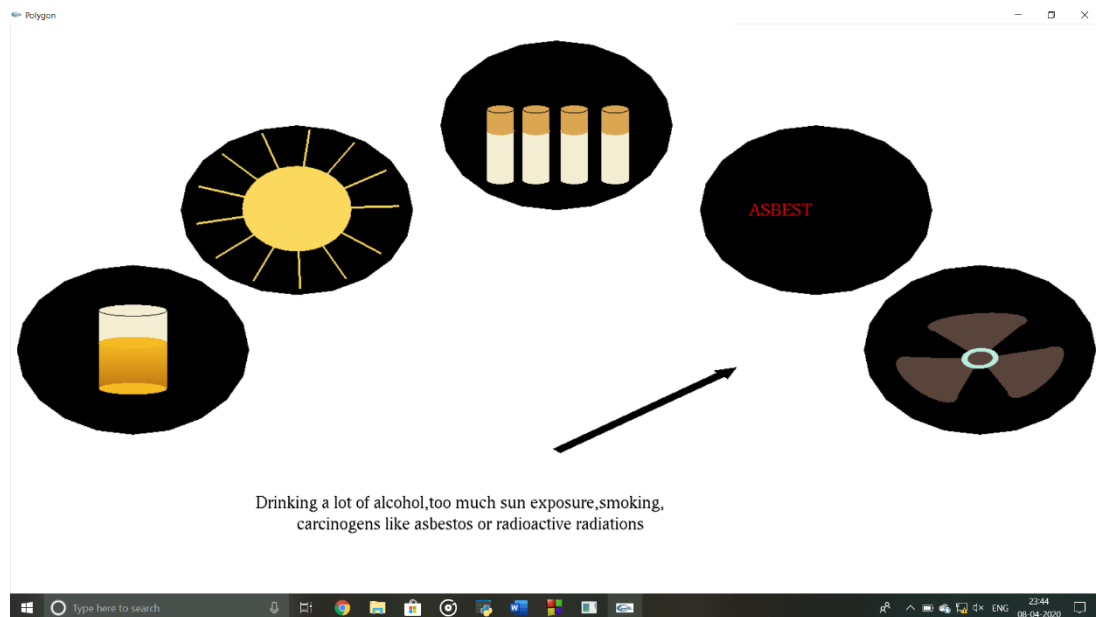 Polygon
ASBEST
Drinking a lot of alcohol,too much sun exposure,smoking,
carcinogens like asbestos or radioactive radiations
Type here to search
ENG
23:44
08-04-2020